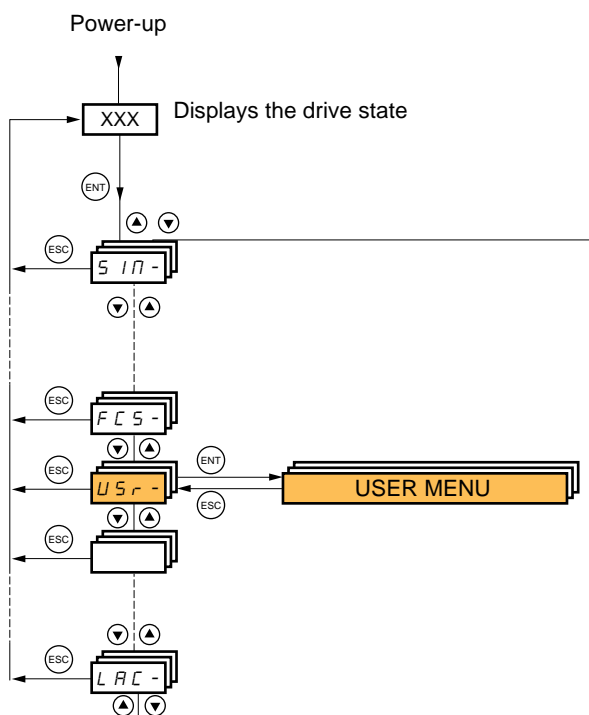 Power-up
XXX
Displays the drive state
ENT
ESC
SIM-
ESC
FCS-
ENT
ESC
USr-
USER MENU
ESC
ESC
ESC
LAC-